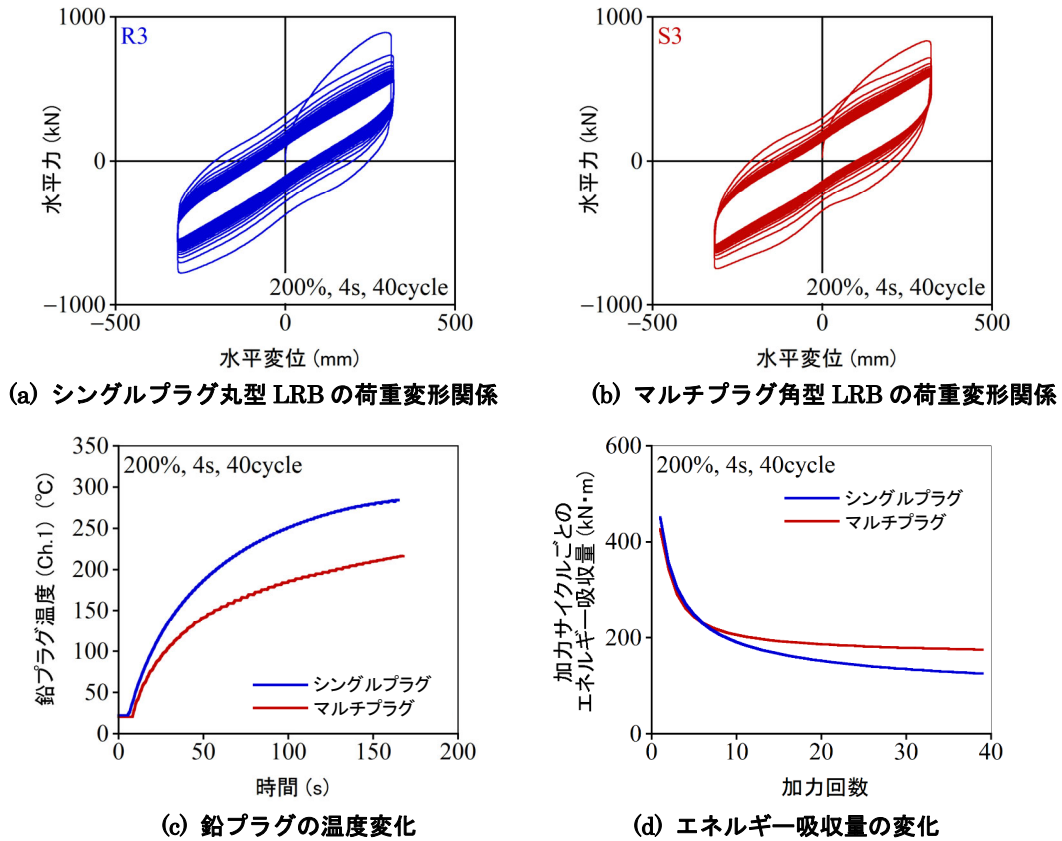 1000
R3
水平力 (kN)
0
200%, 4s, 40cycle
−1000
−500
0
500
水平変位 (mm)
(a) シングルプラグ丸型 LRB の荷重変形関係
1000
S3
水平力 (kN)
0
200%, 4s, 40cycle
−1000
−500
0
500
水平変位 (mm)
(b) マルチプラグ角型 LRB の荷重変形関係
350
200%, 4s, 40cycle
300
250
200
150
100
50
0
鉛プラグ温度 (Ch.1) (℃)
シングルプラグ
マルチプラグ
0
50
100
150
200
時間 (s)
(c) 鉛プラグの温度変化
600
200%, 4s, 40cycle
400
200
0
加力サイクルごとの
エネルギー吸収量 (kN・m)
シングルプラグ
マルチプラグ
0
10
20
30
40
加力回数
(d) エネルギー吸収量の変化